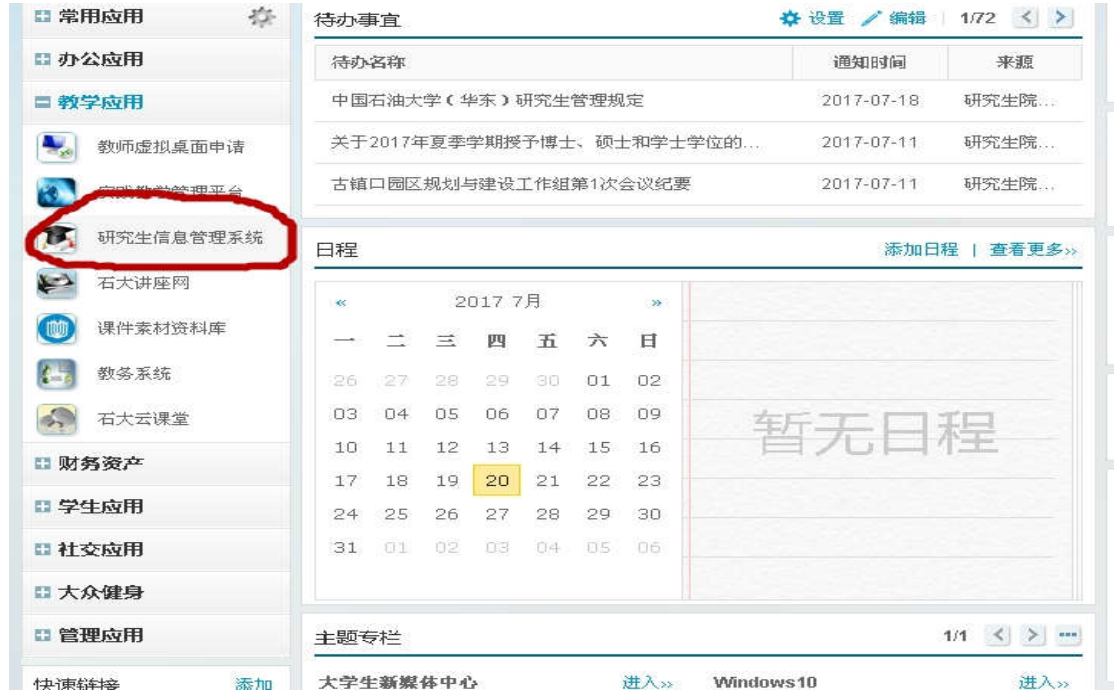 常用应用
办公应用
教学应用
教师虚拟桌面申请
实践教学管理平台
研究生信息管理系统
石大讲座网
课件素材资料库
教务系统
石大云课堂
财务资产
学生应用
社交应用
大众健身
管理应用
快速链接 添加
待办事宜 设置 编辑 1/72
待办名称 通知时间 来源
中国石油大学(华东)研究生管理规定 2017-07-18 研究生院...
关于2017年夏季学期授予博士、硕士和学士学位的... 2017-07-11 研究生院...
古镇口园区规划与建设工作组第1次会议纪要 2017-07-11 研究生院...
日程 添加日程 | 查看更多»
« 2017 7月 »
一 二 三 四 五 六 日
26 27 28 29 30 01 02
03 04 05 06 07 08 09
10 11 12 13 14 15 16
17 18 19 20 21 22 23
24 25 26 27 28 29 30
31 01 02 03 04 05 06
暂无日程
主题专栏 1/1
大学生新媒体中心 进入» Windows10 进入»